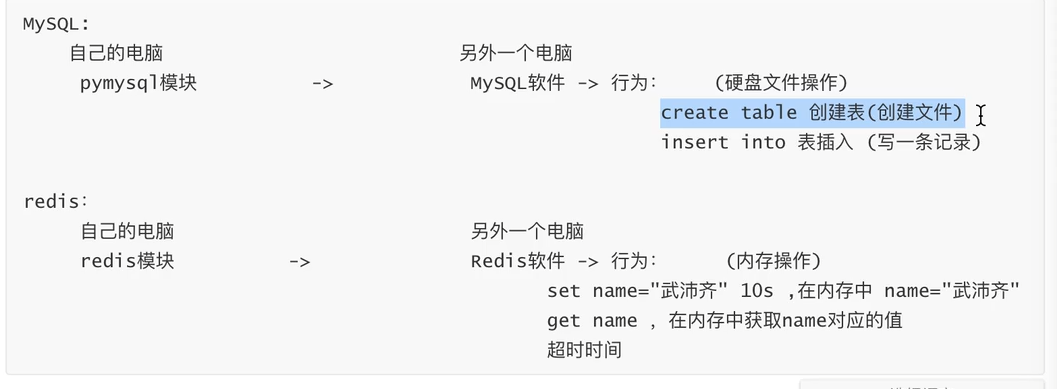 MySQL:
自己的电脑 另外一个电脑
pymysql模块 -> MySQL软件 -> 行为: (硬盘文件操作)
create table 创建表(创建文件)
insert into 表插入 (写一条记录)
redis:
自己的电脑 另外一个电脑
redis模块 -> Redis软件 -> 行为: (内存操作)
set name="武沛齐" 10s ,在内存中 name="武沛齐"
get name , 在内存中获取name对应的值
超时时间